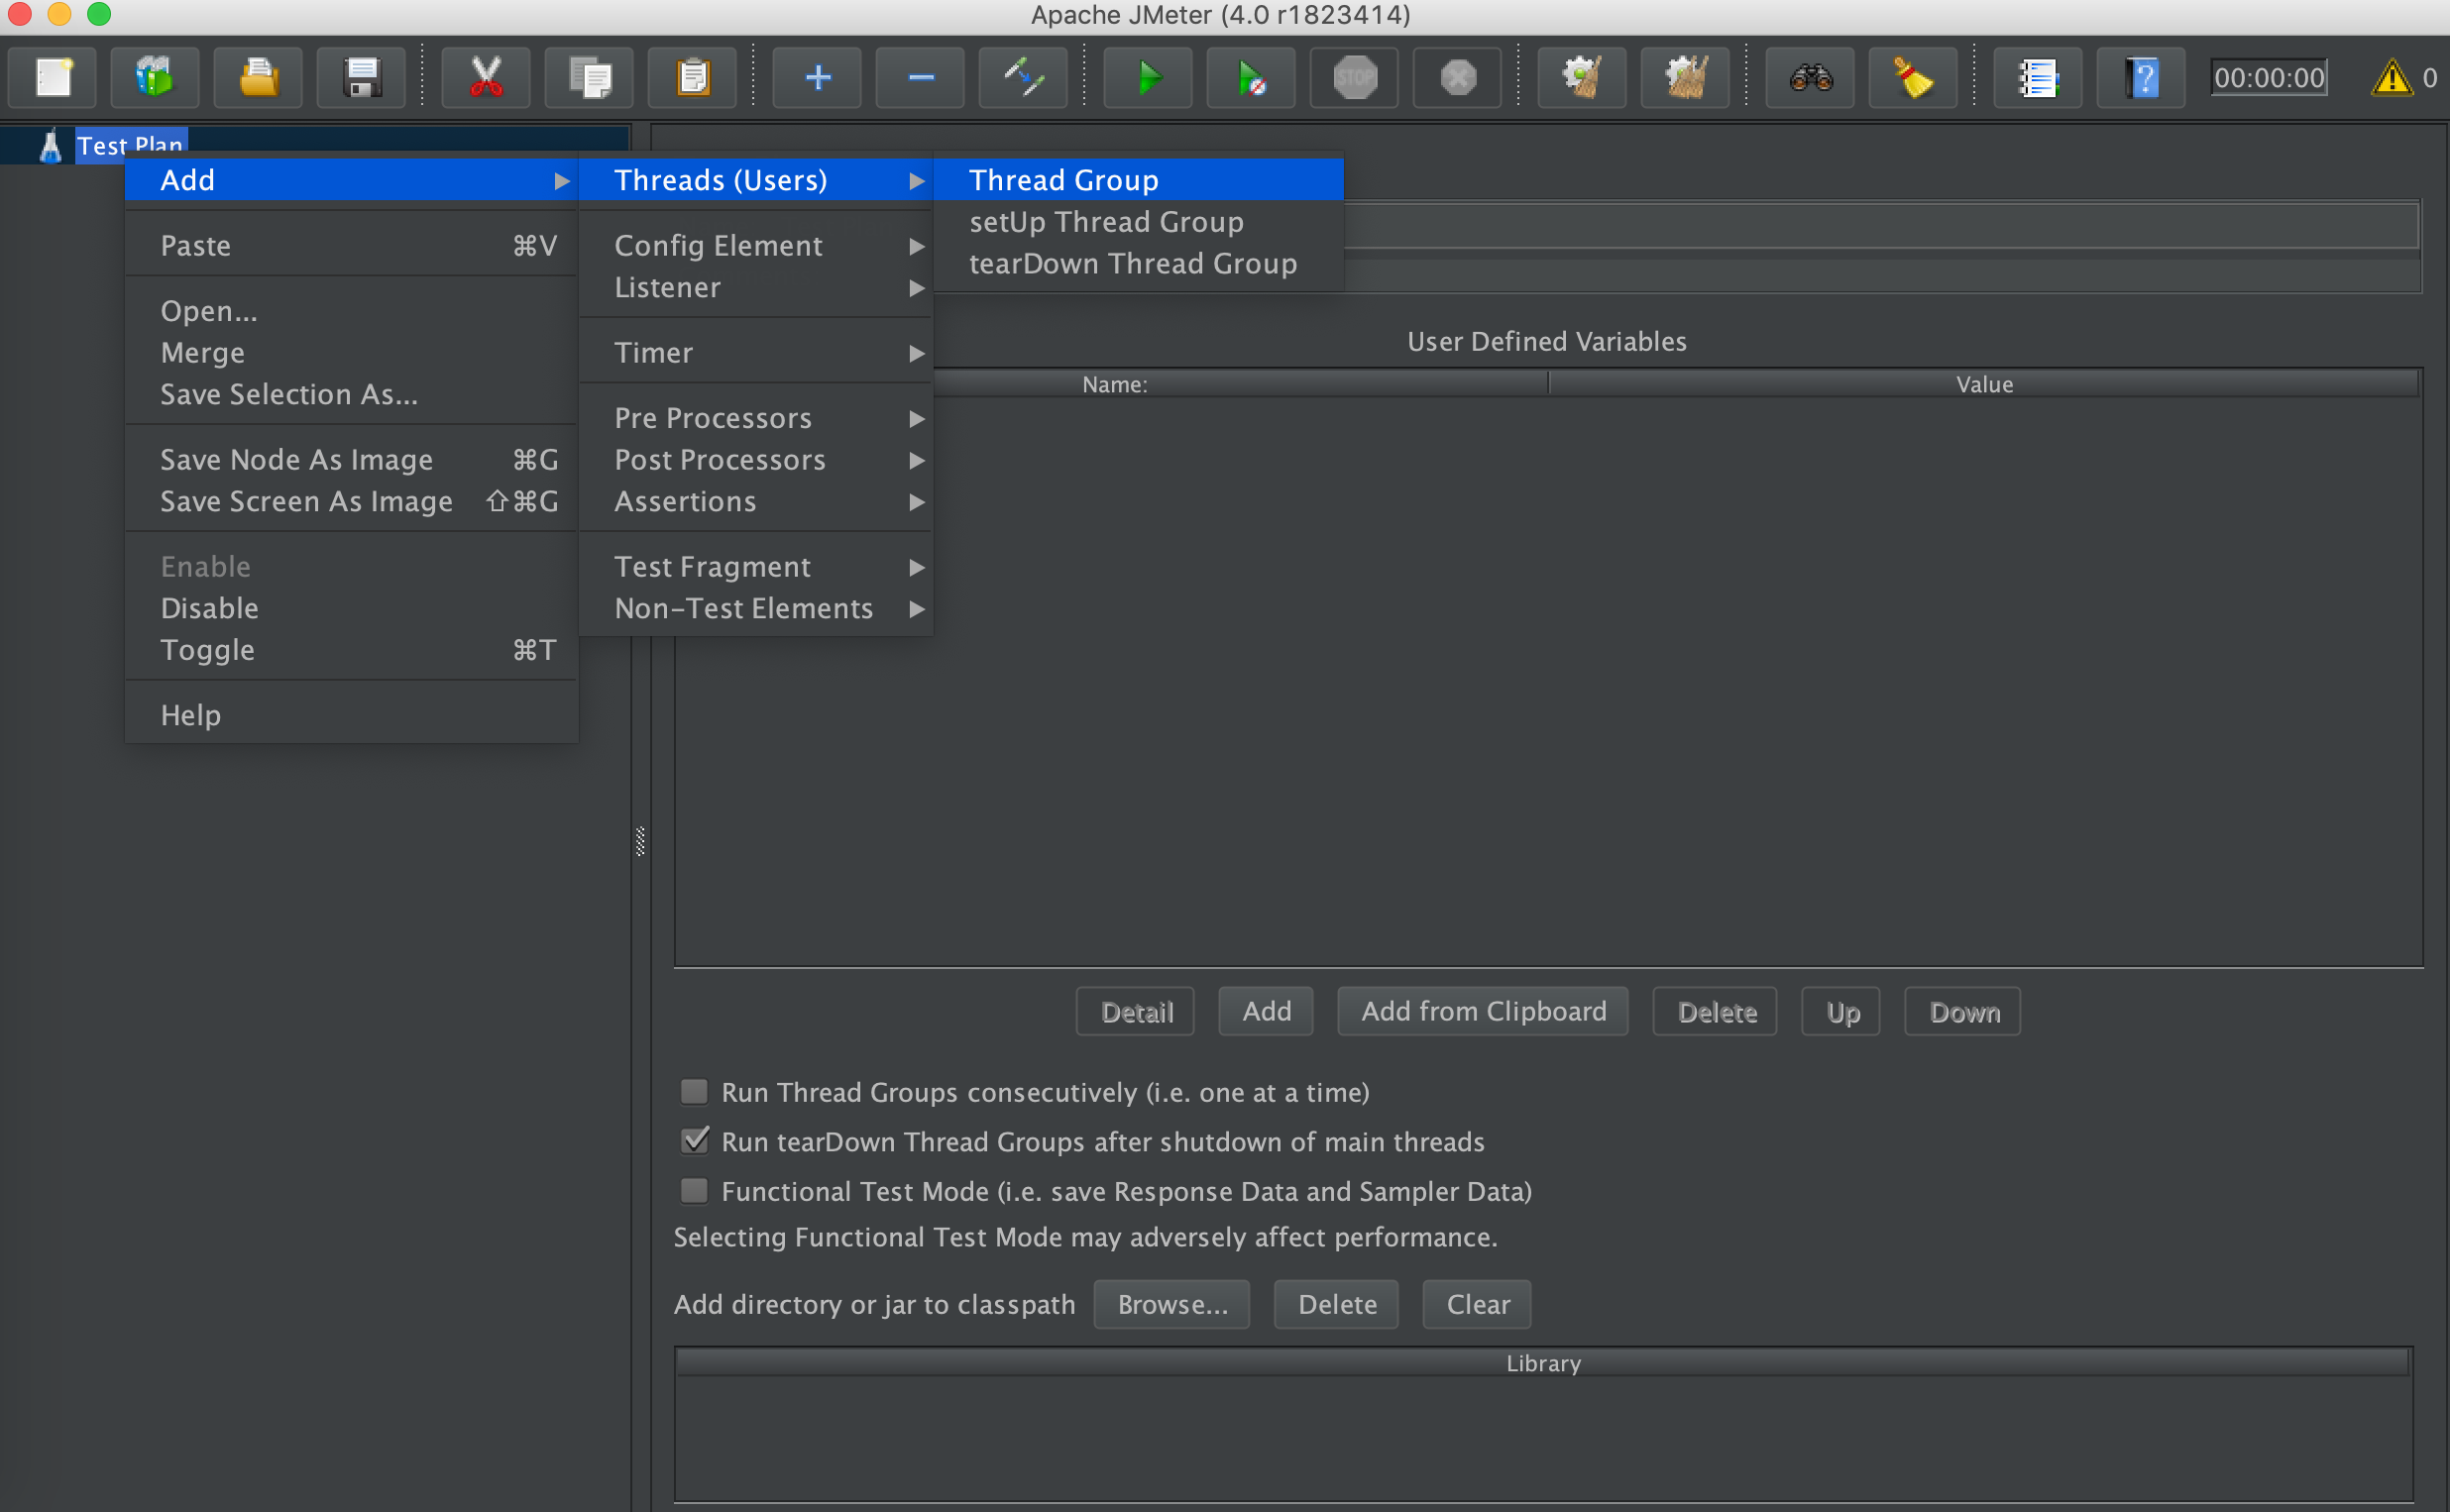 Apache JMeter (4.0 r1823414)
STOP
00:00:00
0
Test Plan
Add
Paste ⌘V
Open...
Merge
Save Selection As...
Save Node As Image ⌘G
Save Screen As Image ⇧⌘G
Enable
Disable
Toggle ⌘T
Help
Threads (Users)
Config Element
Listener
Timer
Pre Processors
Post Processors
Assertions
Test Fragment
Non-Test Elements
Thread Group
setUp Thread Group
tearDown Thread Group
User Defined Variables
Name: Value
Detail Add Add from Clipboard Delete Up Down
Run Thread Groups consecutively (i.e. one at a time)
Run tearDown Thread Groups after shutdown of main threads
Functional Test Mode (i.e. save Response Data and Sampler Data)
Selecting Functional Test Mode may adversely affect performance.
Add directory or jar to classpath Browse... Delete Clear
Library